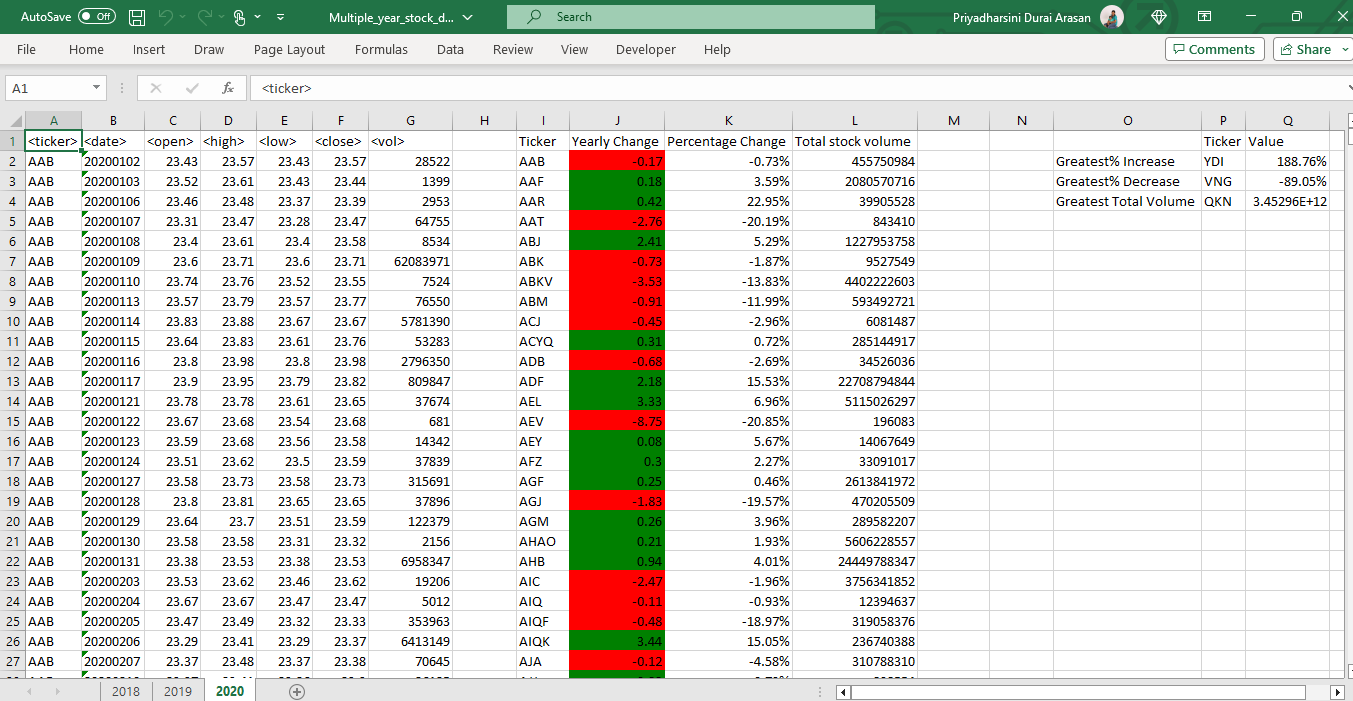 AutoSave Off Multiple_year_stock_d... Search Priyadharsini Durai Arasan
File Home Insert Draw Page Layout Formulas Data Review View Developer Help Comments Share
A1 fx <ticker>
A B C D E F G H I J K L M N O P Q
1 <ticker> <date> <open> <high> <low> <close> <vol> Ticker Yearly Change Percentage Change Total stock volume Ticker Value
2 AAB 20200102 23.43 23.57 23.43 23.57 28522 AAB -0.17 -0.73% 455750984 Greatest% Increase YDI 188.76%
3 AAB 20200103 23.52 23.61 23.43 23.44 1399 AAF 0.18 3.59% 2080570716 Greatest% Decrease VNG -89.05%
4 AAB 20200106 23.46 23.48 23.37 23.39 2953 AAR 0.42 22.95% 39905528 Greatest Total Volume QKN 3.45296E+12
5 AAB 20200107 23.31 23.47 23.28 23.47 64755 AAT -2.76 -20.19% 843410
6 AAB 20200108 23.4 23.61 23.4 23.58 8534 ABJ 2.41 5.29% 1227953758
7 AAB 20200109 23.6 23.71 23.6 23.71 62083971 ABK -0.73 -1.87% 9527549
8 AAB 20200110 23.74 23.76 23.52 23.55 7524 ABKV -3.53 -13.83% 4402222603
9 AAB 20200113 23.57 23.79 23.57 23.77 76550 ABM -0.91 -11.99% 593492721
10 AAB 20200114 23.83 23.88 23.67 23.67 5781390 ACJ -0.45 -2.96% 6081487
11 AAB 20200115 23.64 23.83 23.61 23.76 53283 ACYQ 0.31 0.72% 285144917
12 AAB 20200116 23.8 23.98 23.8 23.98 2796350 ADB -0.68 -2.69% 34526036
13 AAB 20200117 23.9 23.95 23.79 23.82 809847 ADF 2.18 15.53% 22708794844
14 AAB 20200121 23.78 23.78 23.61 23.65 37674 AEL 3.33 6.96% 5115026297
15 AAB 20200122 23.67 23.68 23.54 23.68 681 AEV -8.75 -20.85% 196083
16 AAB 20200123 23.59 23.68 23.56 23.58 14342 AEY 0.08 5.67% 14067649
17 AAB 20200124 23.51 23.62 23.5 23.59 37839 AFZ 0.3 2.27% 33091017
18 AAB 20200127 23.58 23.73 23.58 23.73 315691 AGF 0.25 0.46% 2613841972
19 AAB 20200128 23.8 23.81 23.65 23.65 37896 AGJ -1.83 -19.57% 470205509
20 AAB 20200129 23.64 23.7 23.51 23.59 122379 AGM 0.26 3.96% 289582207
21 AAB 20200130 23.58 23.58 23.31 23.32 2156 AHAO 0.21 1.93% 5606228557
22 AAB 20200131 23.38 23.53 23.38 23.53 6958347 AHB 0.94 4.01% 24449788347
23 AAB 20200203 23.53 23.62 23.46 23.62 19206 AIC -2.47 -1.96% 3756341852
24 AAB 20200204 23.67 23.67 23.47 23.47 5012 AIQ -0.11 -0.93% 12394637
25 AAB 20200205 23.47 23.49 23.32 23.33 353963 AIQF -0.48 -18.97% 319058376
26 AAB 20200206 23.29 23.41 23.29 23.37 6413149 AIQK 3.44 15.05% 236740388
27 AAB 20200207 23.37 23.48 23.37 23.38 70645 AJA -0.12 -4.58% 310788310
2018 2019 2020